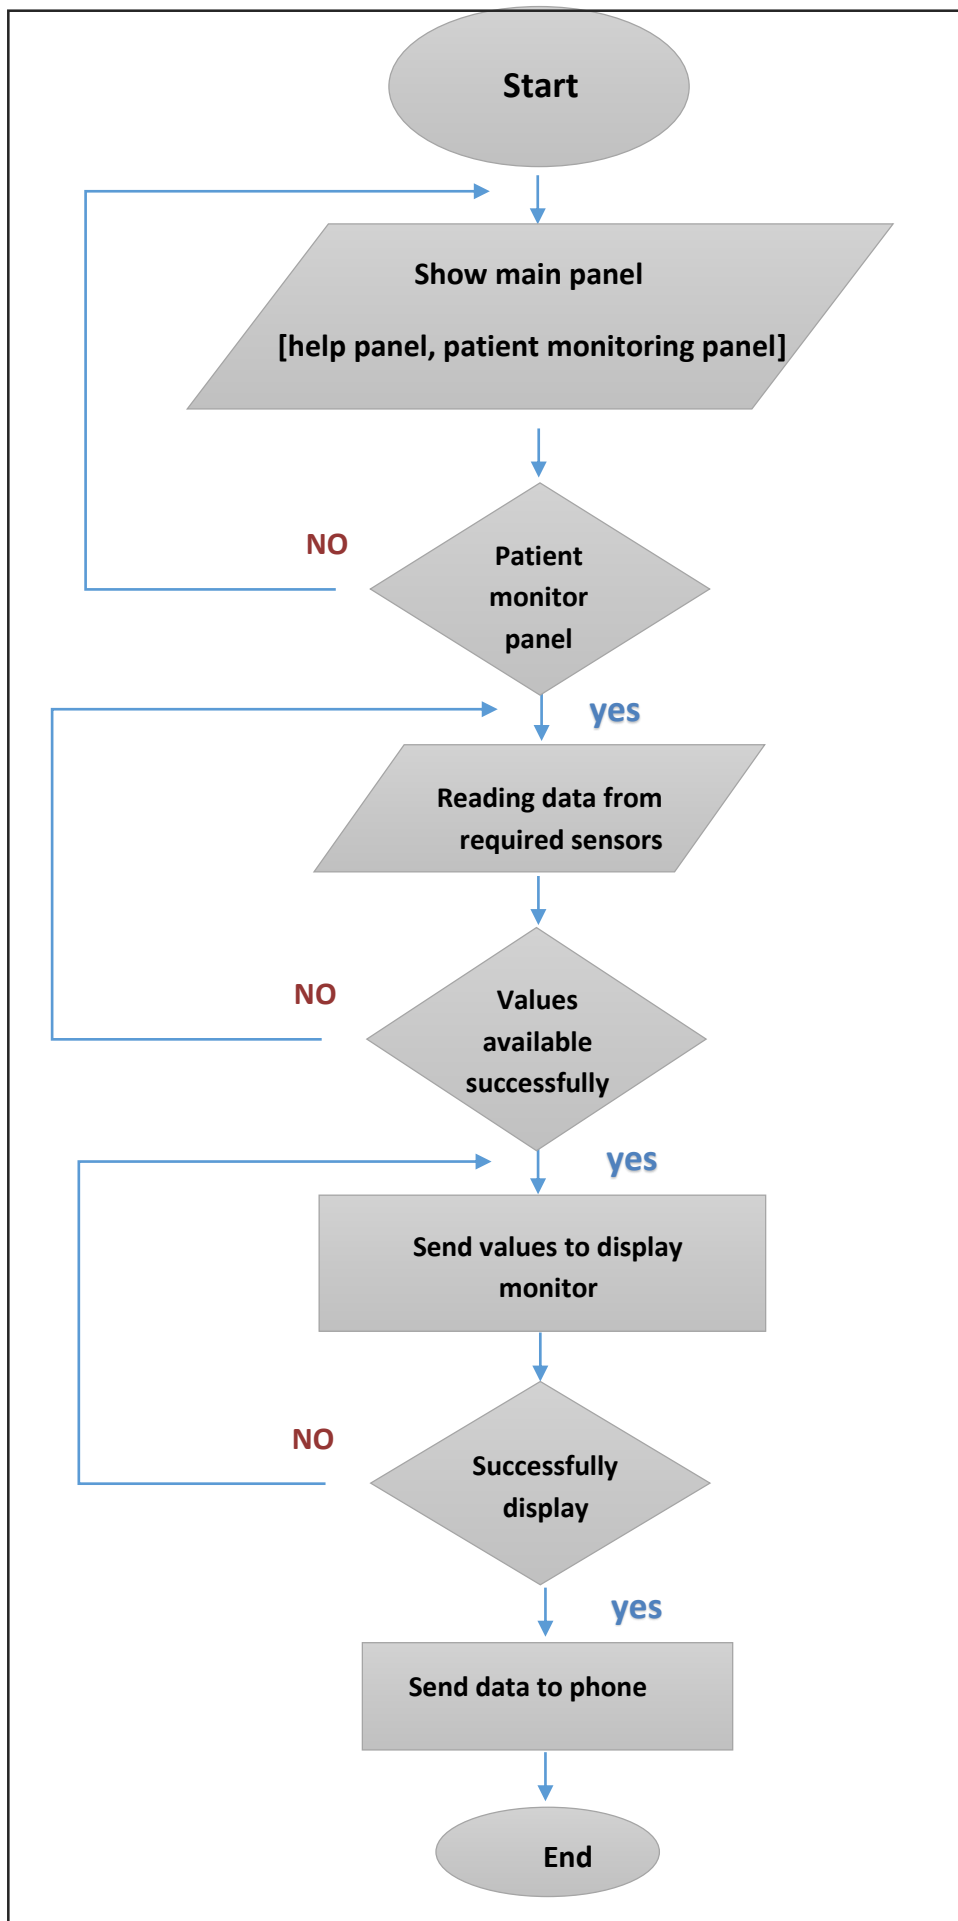 Start
Show main panel
[help panel, patient monitoring panel]
NO
Patient
monitor
panel
yes
Reading data from
required sensors
NO
Values
available
successfully
yes
Send values to display
monitor
NO
Successfully
display
yes
Send data to phone
End